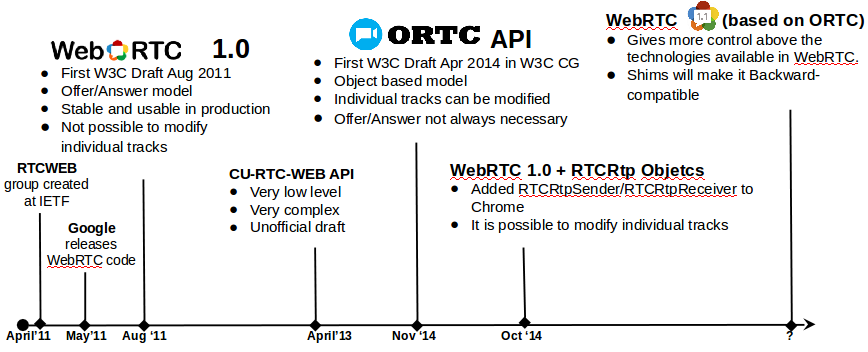 WebRTC 1.0
● First W3C Draft Aug 2011
● Offer/Answer model
● Stable and usable in production
● Not possible to modify
individual tracks
ORTC API
● First W3C Draft Apr 2014 in W3C CG
● Object based model
● Individual tracks can be modified
● Offer/Answer not always necessary
WebRTC 1.1 (based on ORTC)
● Gives more control above the
technologies available in WebRTC.
● Shims will make it Backward-
compatible
RTCWEB
group created
at IETF
Google
releases
WebRTC code
CU-RTC-WEB API
● Very low level
● Very complex
● Unofficial draft
WebRTC 1.0 + RTCRtp Objetcs
● Added RTCRtpSender/RTCRtpReceiver to
Chrome
● It is possible to modify individual tracks
April'11
May'11
Aug ‘11
April'13
Nov ‘14
Oct ‘14
?